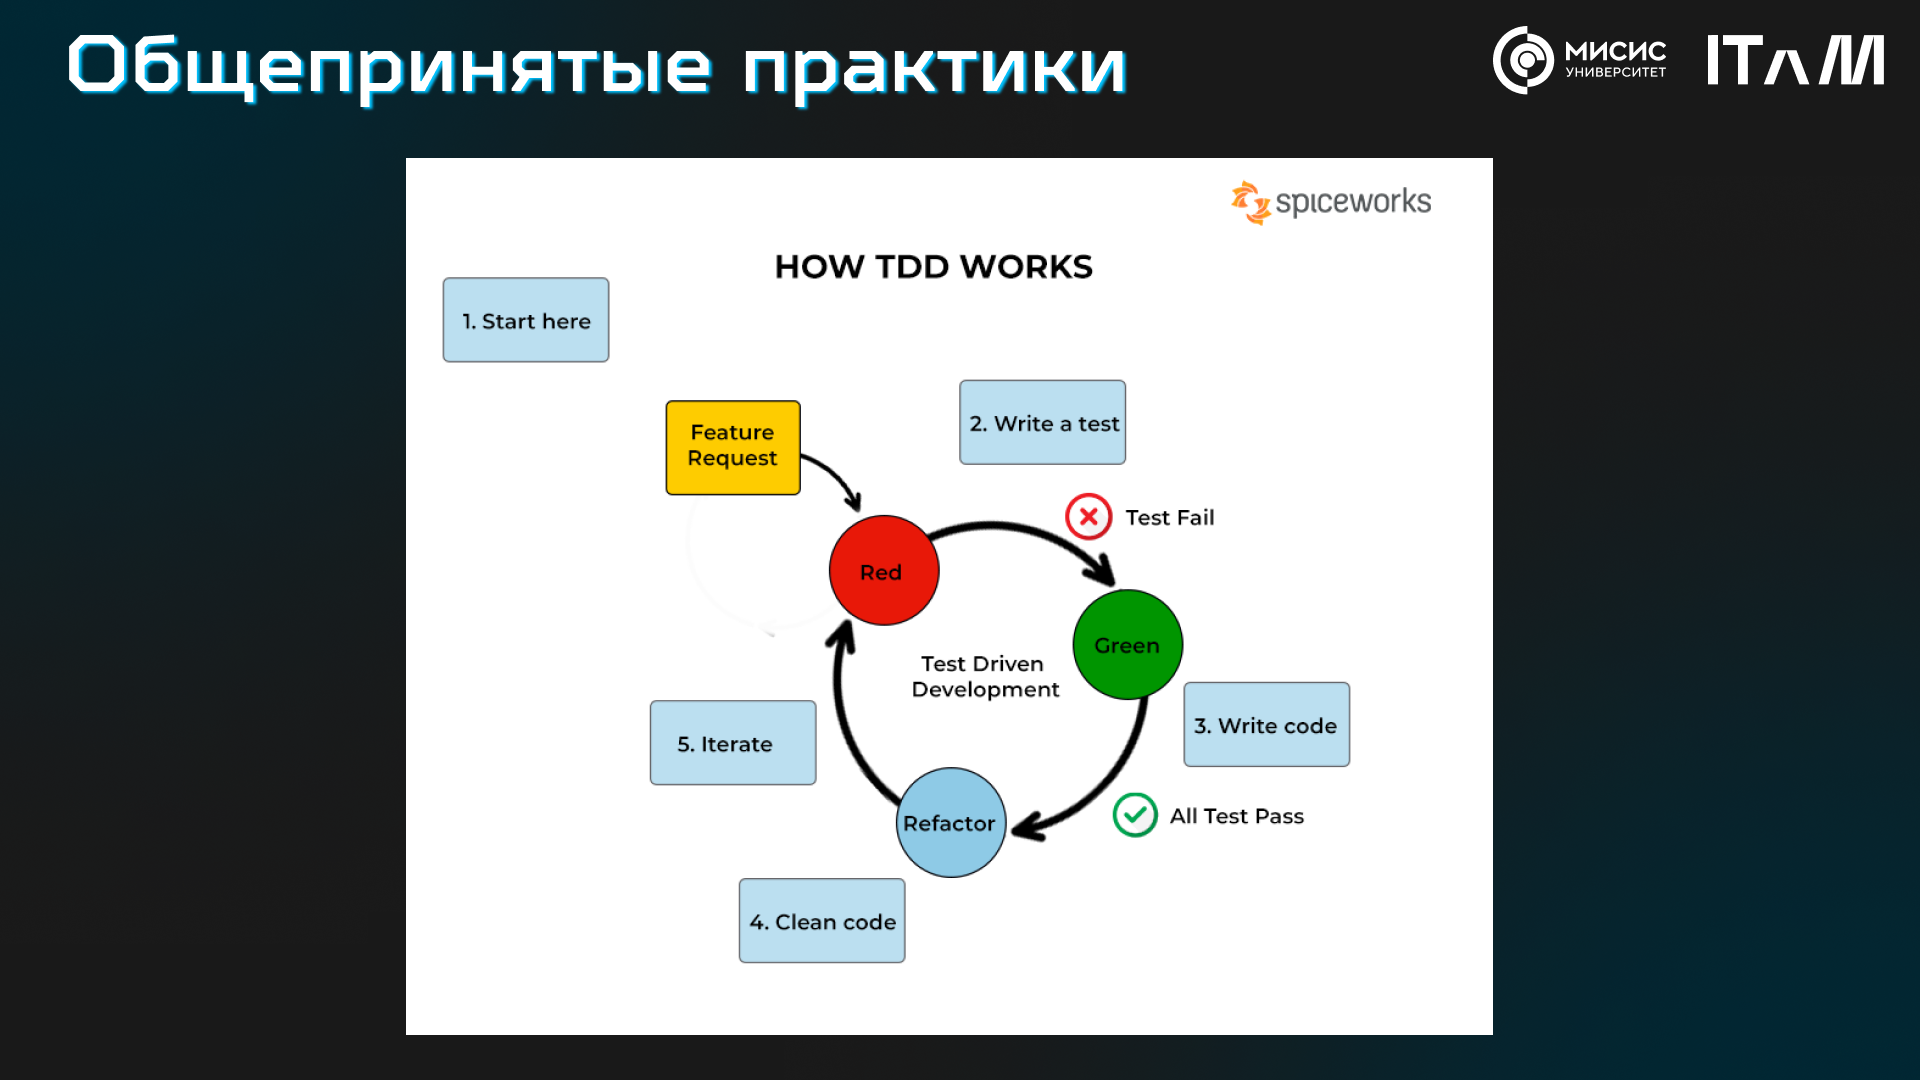 Общепринятые практики
МИСИС
УНИВЕРСИТЕТ
ITAM
spiceworks
HOW TDD WORKS
1. Start here
2. Write a test
Feature
Request
Test Fail
Red
Green
Test Driven
Development
3. Write code
5. Iterate
All Test Pass
Refactor
4. Clean code